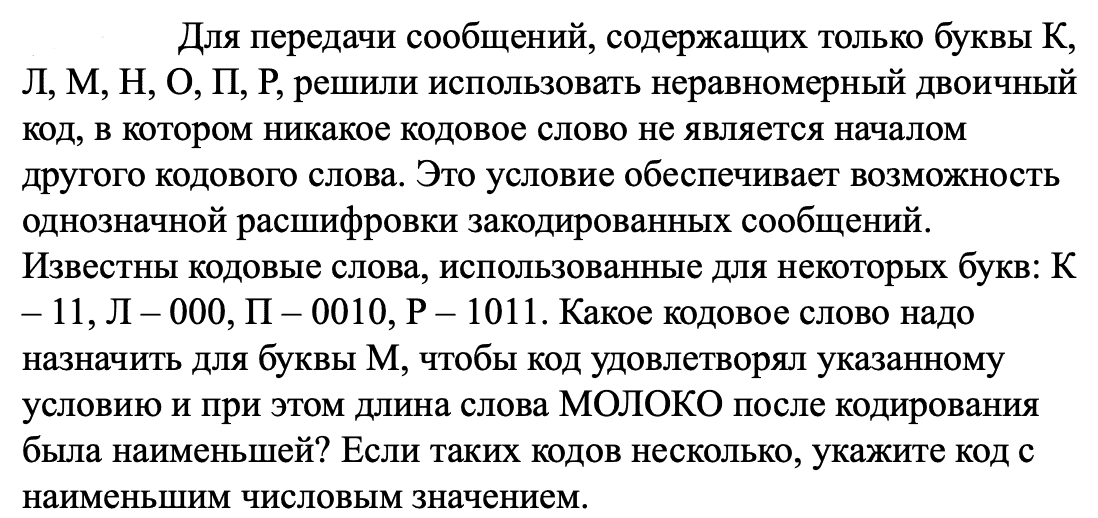 Для передачи сообщений, содержащих только буквы К,
Л, М, Н, О, П, Р, решили использовать неравномерный двоичный
код, в котором никакое кодовое слово не является началом
другого кодового слова. Это условие обеспечивает возможность
однозначной расшифровки закодированных сообщений.
Известны кодовые слова, использованные для некоторых букв: К
– 11, Л – 000, П – 0010, Р – 1011. Какое кодовое слово надо
назначить для буквы М, чтобы код удовлетворял указанному
условию и при этом длина слова МОЛОКО после кодирования
была наименьшей? Если таких кодов несколько, укажите код с
наименьшим числовым значением.